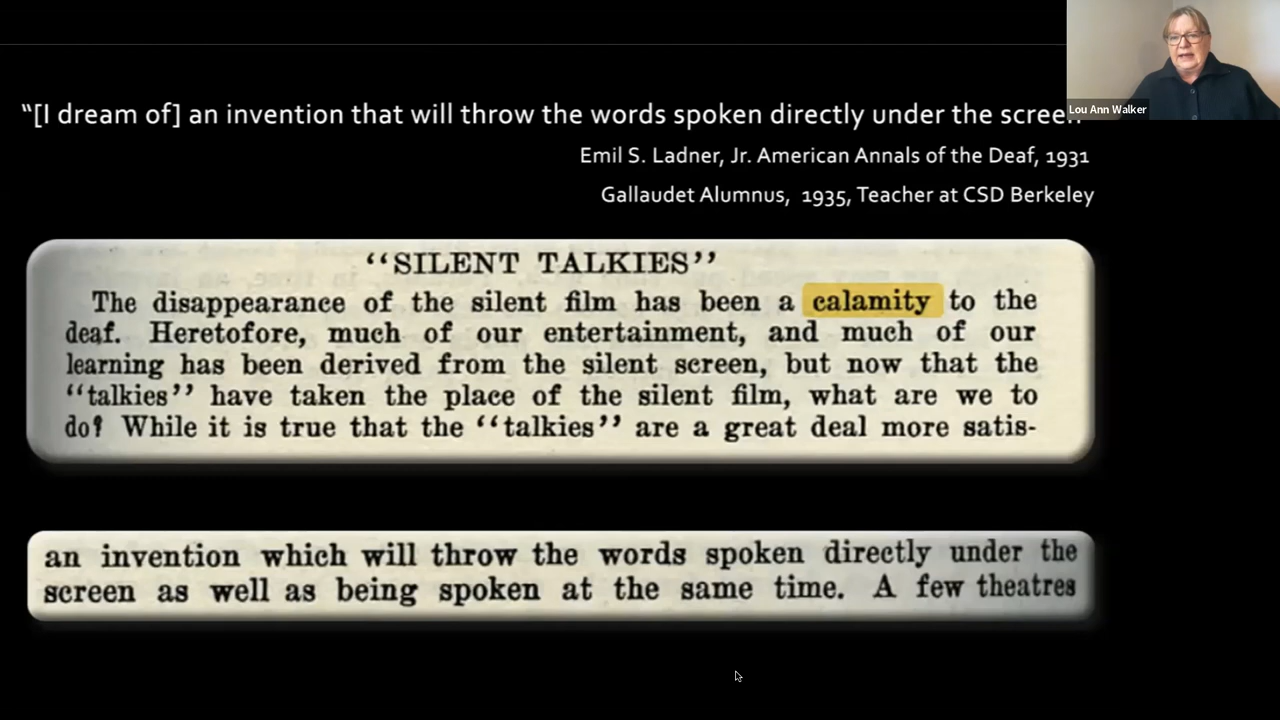 “[I dream of] an invention that will throw the words spoken directly under the screen
Lou Ann Walker
Emil S. Ladner, Jr. American Annals of the Deaf, 1931
Gallaudet Alumnus, 1935, Teacher at CSD Berkeley
“SILENT TALKIES”
The disappearance of the silent film has been a calamity to the
deaf. Heretofore, much of our entertainment, and much of our
learning has been derived from the silent screen, but now that the
“talkies” have taken the place of the silent film, what are we to
do? While it is true that the “talkies” are a great deal more satis-
an invention which will throw the words spoken directly under the
screen as well as being spoken at the same time. A few theatres